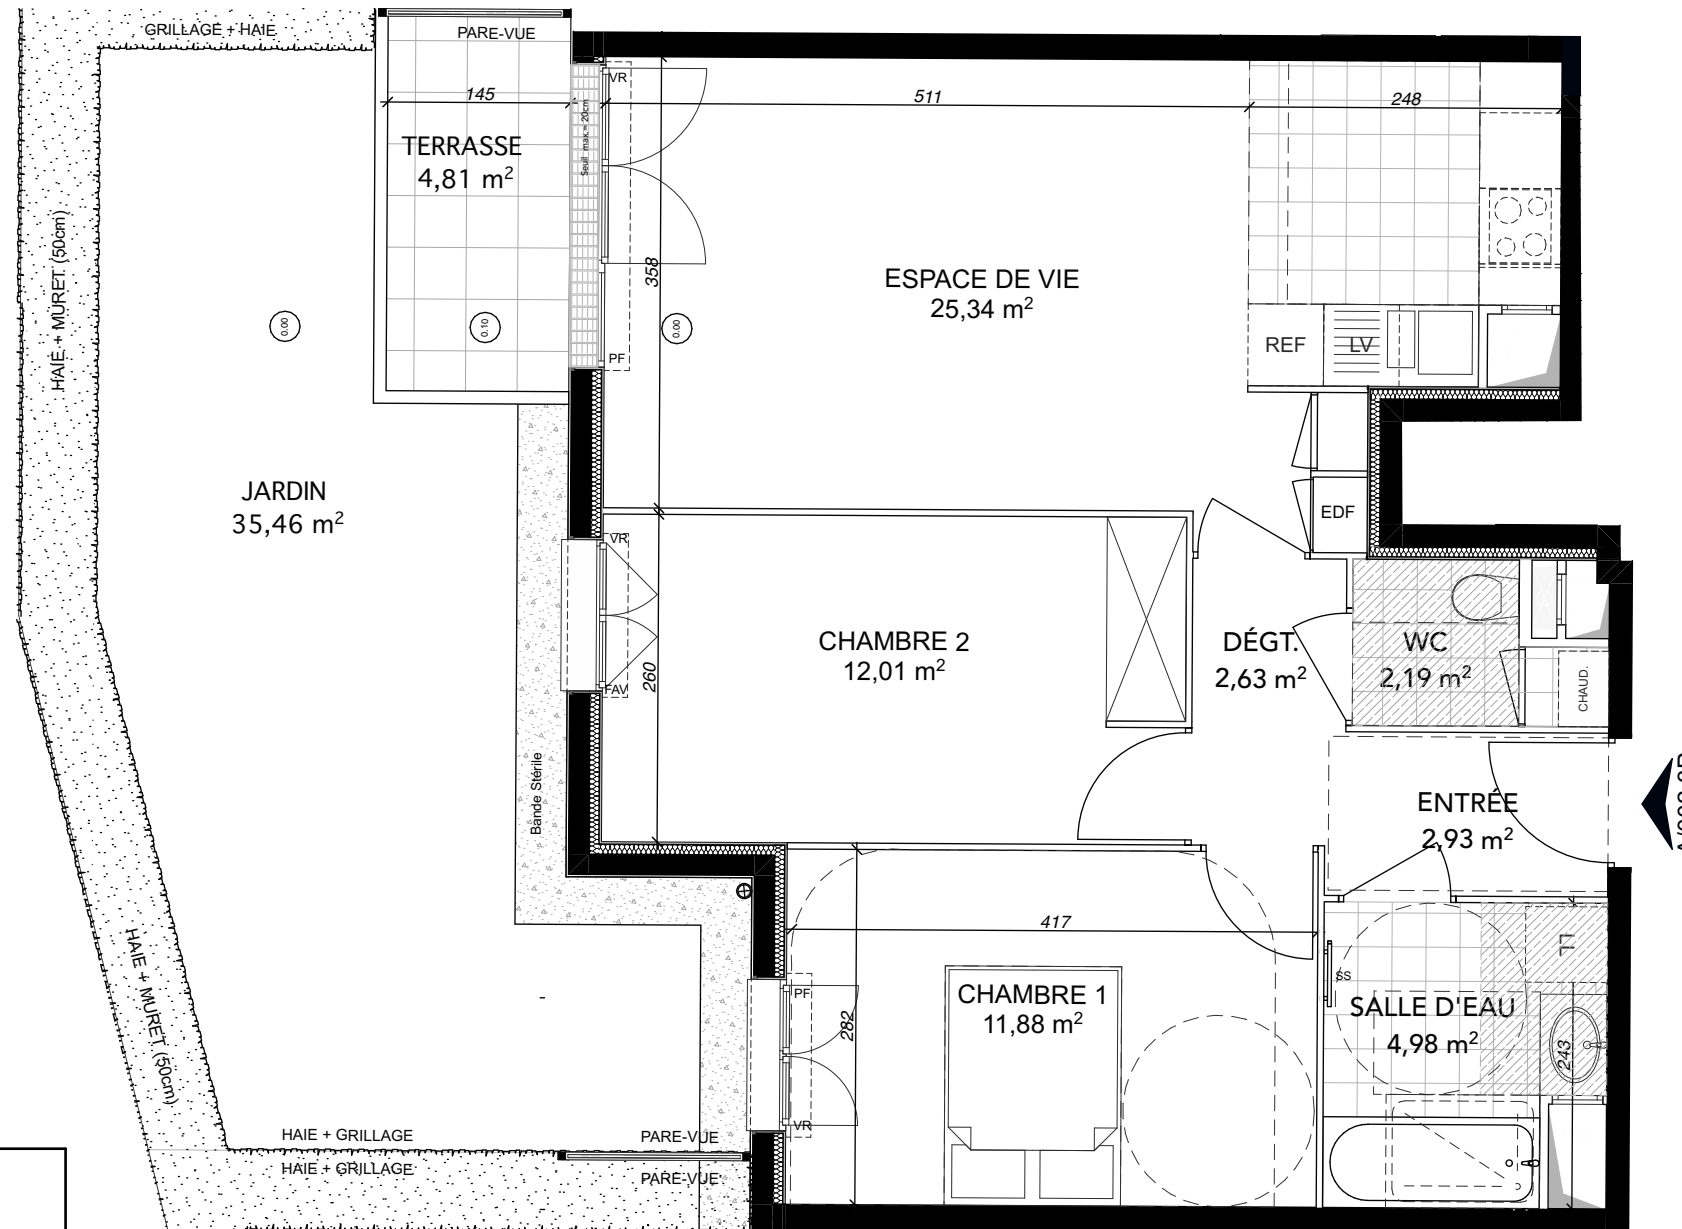 GRILLAGE + HAIE
PARE-VUE
VR
145
511
248
Seuil max.= 20cm
TERRASSE
4,81 m²
HAIE + MURET (50cm)
358
ESPACE DE VIE
25,34 m²
0.00
0.10
0.00
PF
REF
LV
JARDIN
35,46 m²
EDF
VR
CHAMBRE 2
12,01 m²
DÉGT.
2,63 m²
WC
2,19 m²
CHAUD.
260
FAV
Bande Stérile
ENTRÉE
2,93 m²
417
LL
SS
HAIE + MURET (50cm)
PF
CHAMBRE 1
11,88 m²
282
SALLE D'EAU
4,98 m²
243
VR
HAIE + GRILLAGE
PARE-VUE
HAIE + GRILLAGE
PARE-VUE